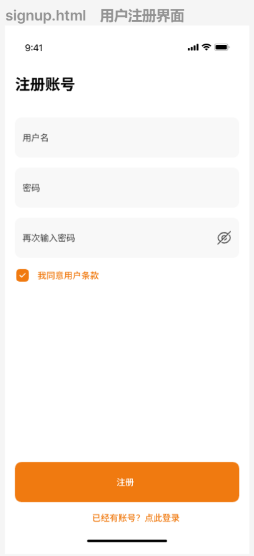 signup.html 用户注册界面
9:41
注册账号
用户名
密码
再次输入密码
我同意用户条款
注册
已经有账号？点此登录